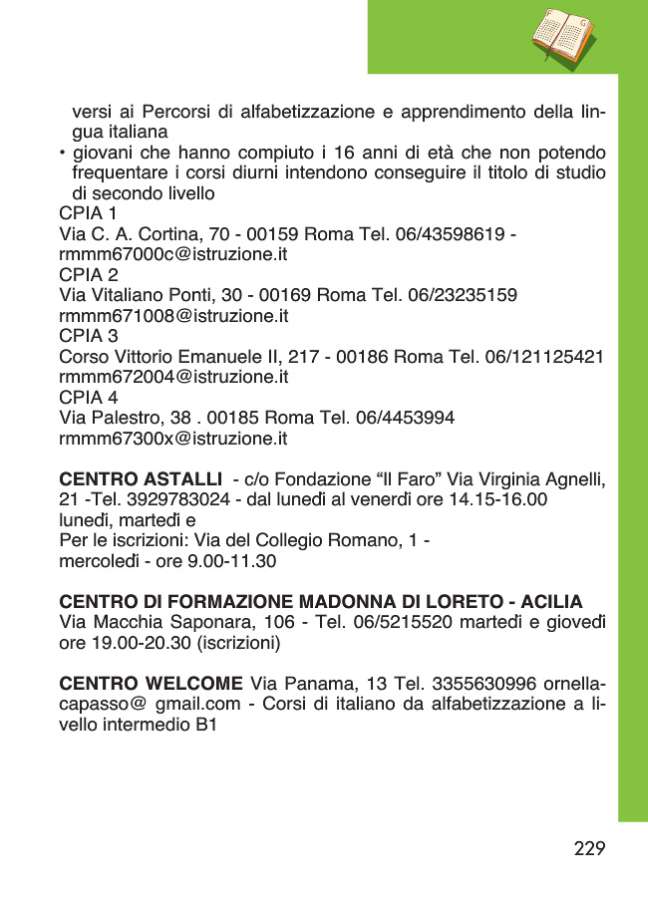 versi ai Percorsi di alfabetizzazione e apprendimento della lin-
gua italiana
• giovani che hanno compiuto i 16 anni di età che non potendo
frequentare i corsi diurni intendono conseguire il titolo di studio
di secondo livello
CPIA 1
Via C. A. Cortina, 70 - 00159 Roma Tel. 06/43598619 -
rmmm67000c@istruzione.it
CPIA 2
Via Vitaliano Ponti, 30 - 00169 Roma Tel. 06/23235159
rmmm671008@istruzione.it
CPIA 3
Corso Vittorio Emanuele II, 217 - 00186 Roma Tel. 06/121125421
rmmm672004@istruzione.it
CPIA 4
Via Palestro, 38 . 00185 Roma Tel. 06/4453994
rmmm67300x@istruzione.it
CENTRO ASTALLI - c/o Fondazione “Il Faro” Via Virginia Agnelli,
21 -Tel. 3929783024 - dal lunedì al venerdì ore 14.15-16.00
lunedì, martedì e
Per le iscrizioni: Via del Collegio Romano, 1 -
mercoledì - ore 9.00-11.30
CENTRO DI FORMAZIONE MADONNA DI LORETO - ACILIA
Via Macchia Saponara, 106 - Tel. 06/5215520 martedì e giovedì
ore 19.00-20.30 (iscrizioni)
CENTRO WELCOME Via Panama, 13 Tel. 3355630996 ornella-
capasso@ gmail.com - Corsi di italiano da alfabetizzazione a li-
vello intermedio B1
229